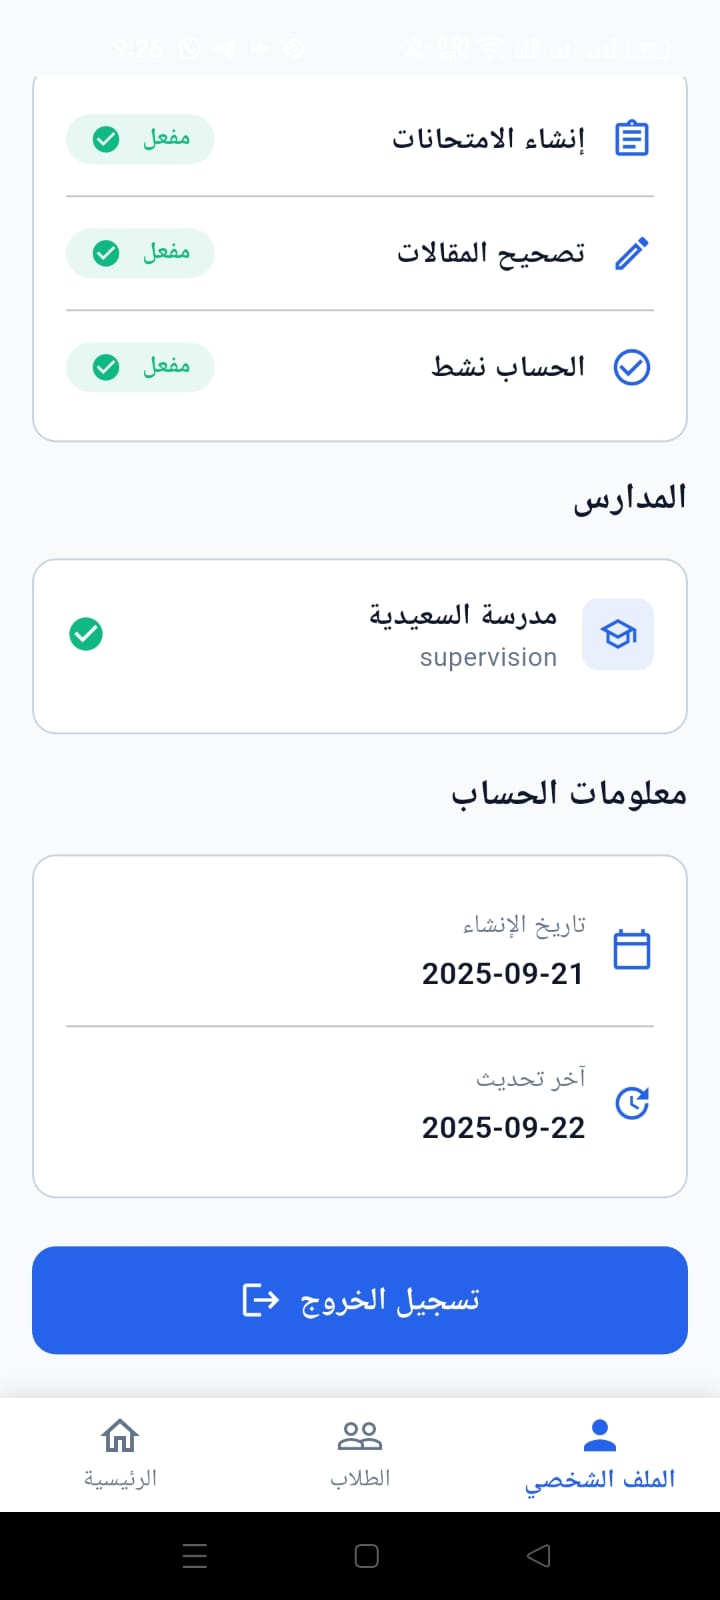 9:26
إنشاء الامتحانات
مفعل
تصحيح المقالات
مفعل
الحساب نشط
مفعل
المدارس
مدرسة السعيدية
supervision
معلومات الحساب
تاريخ الإنشاء
2025-09-21
آخر تحديث
2025-09-22
تسجيل الخروج
الملف الشخصي
الطلاب
الرئيسية